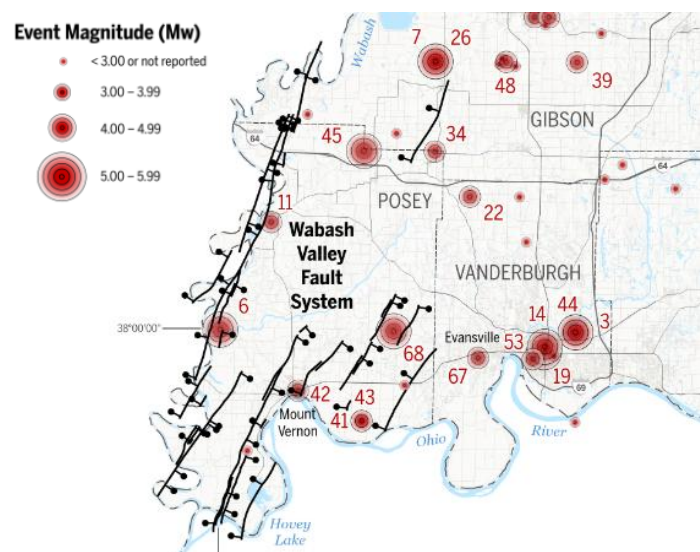 Event Magnitude (Mw)
< 3.00 or not reported
3.00 – 3.99
4.00 – 4.99
5.00 – 5.99
Wabash
7
26
48
39
GIBSON
64
45
34
64
11
POSEY
22
Wabash
Valley
Fault
System
VANDERBURGH
6
38°00'00"
68
Evansville
14
44
3
53
67
19
69
42
43
Mount
Vernon
41
Ohio
River
Hovey
Lake